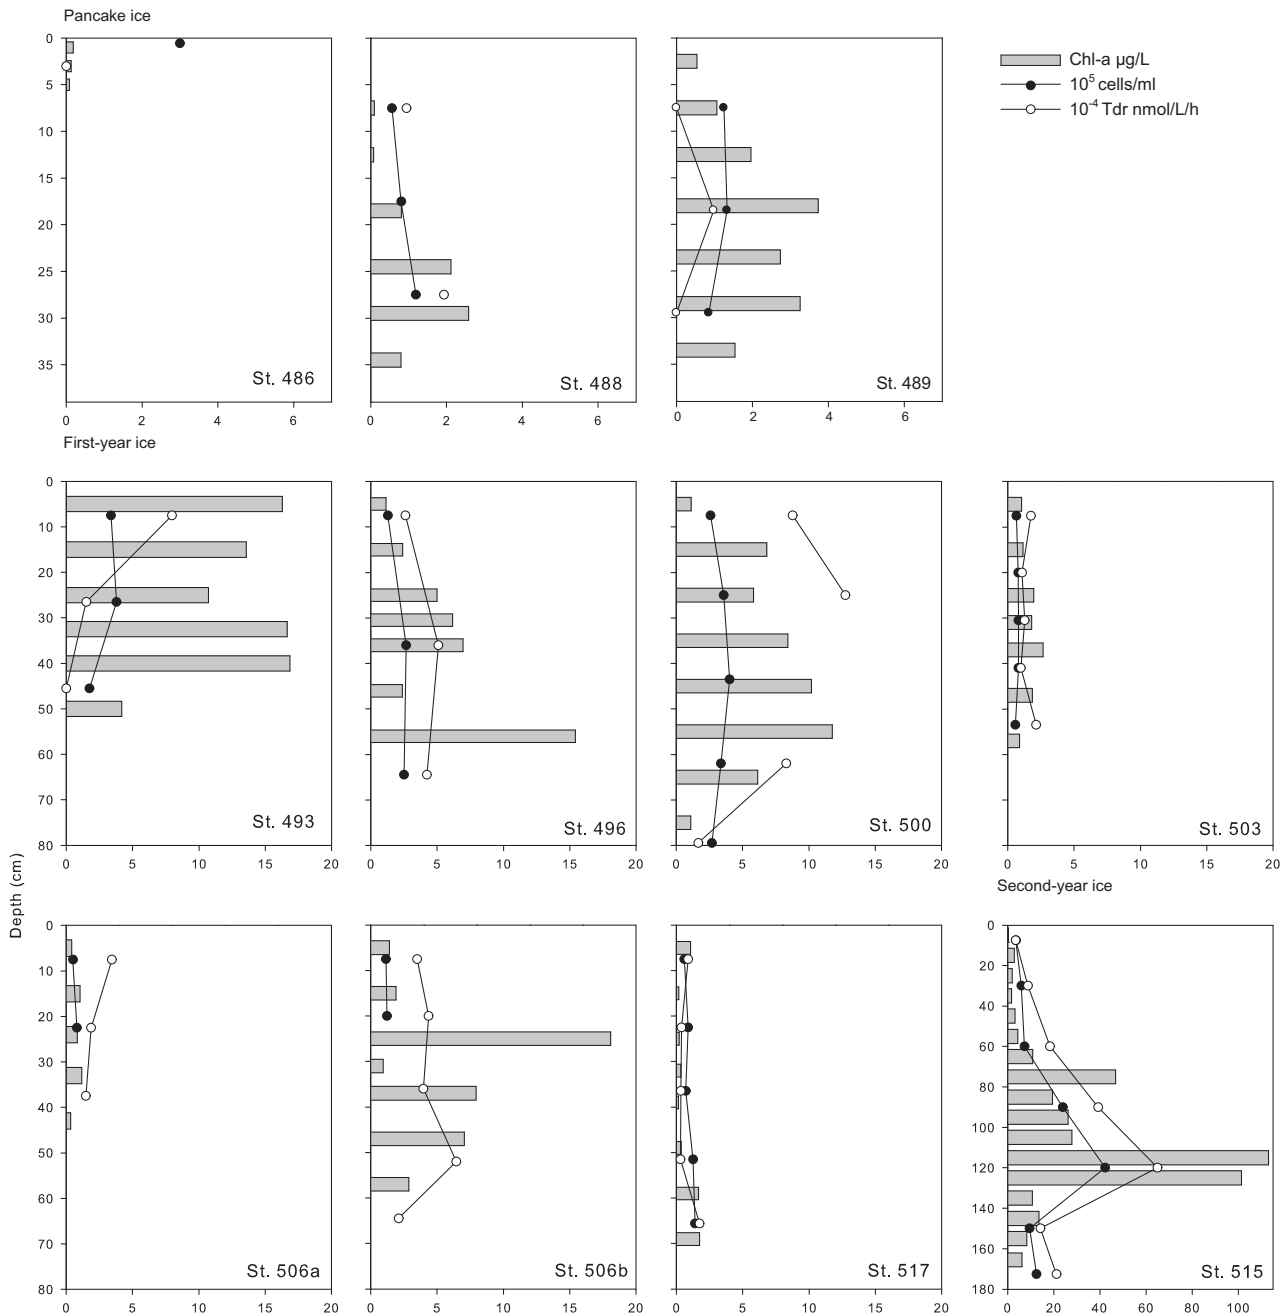 Pancake ice
0
5
10
15
20
25
30
35
0 2 4 6
St. 486
0 2 4 6
St. 488
0 2 4 6
St. 489
Chl-a µg/L
10⁵ cells/ml
10⁻⁴ Tdr nmol/L/h
First-year ice
0
10
20
30
40
50
60
70
80
0 5 10 15 20
St. 493
0 5 10 15 20
St. 496
0 5 10 15 20
St. 500
0 5 10 15 20
St. 503
Second-year ice
Depth (cm)
0
10
20
30
40
50
60
70
80
0 5 10 15 20
St. 506a
0 5 10 15 20
St. 506b
0 5 10 15 20
St. 517
0
20
40
60
80
100
120
140
160
180
0 20 40 60 80 100
St. 515